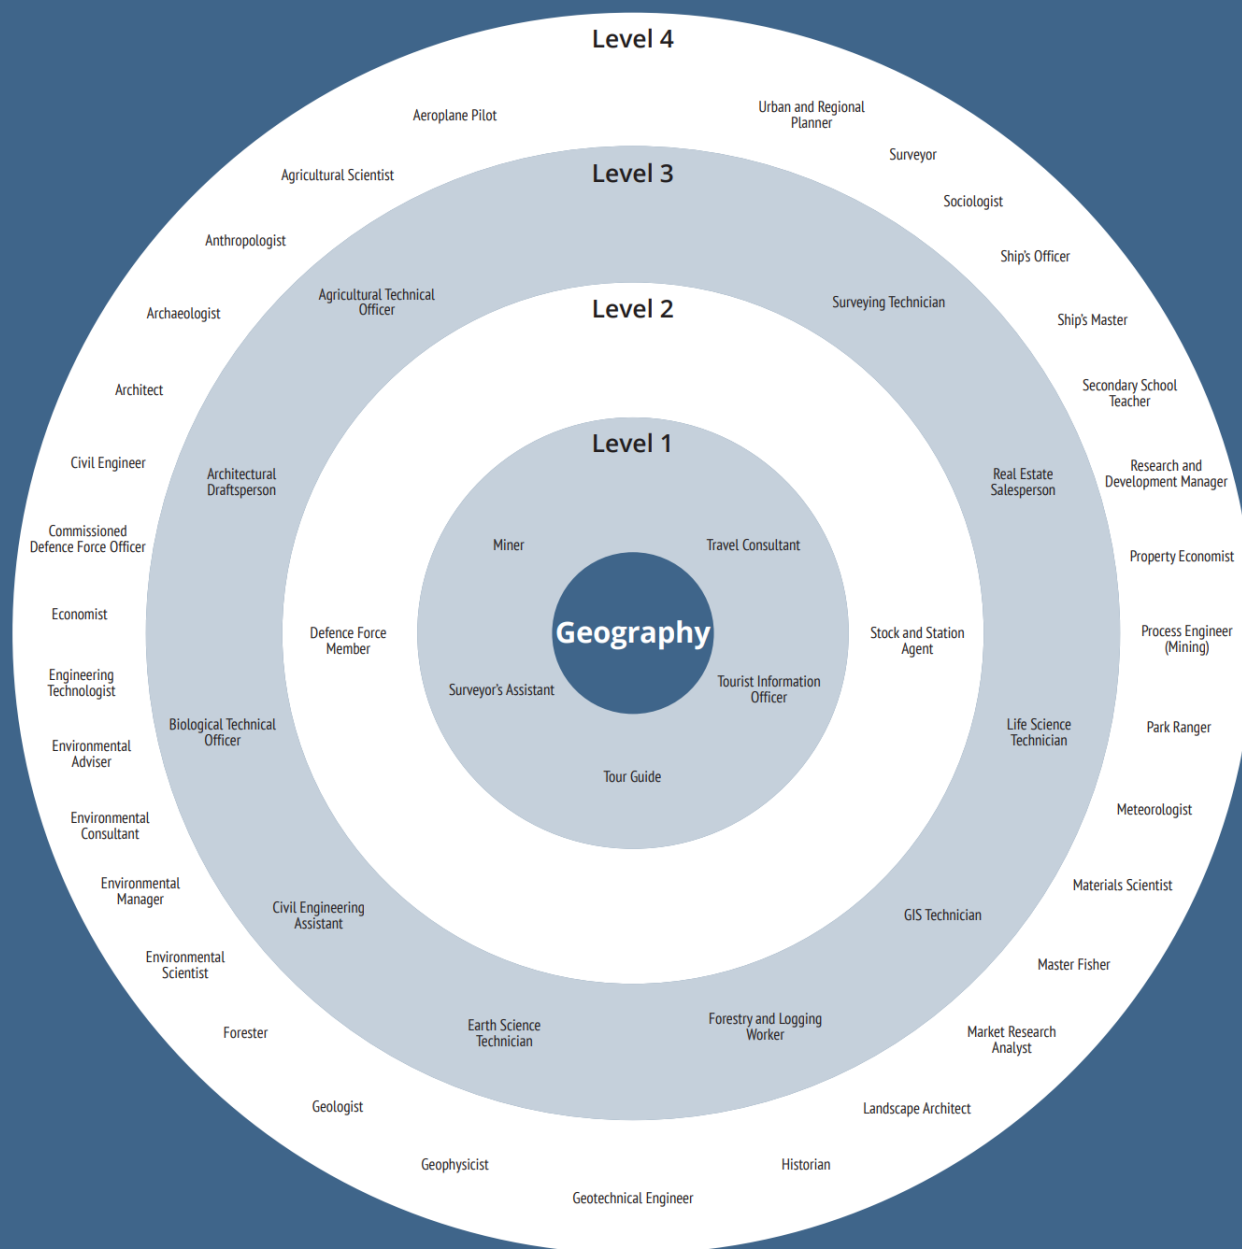 Level 4
Aeroplane Pilot
Urban and Regional
Planner
Surveyor
Agricultural Scientist
Sociologist
Anthropologist
Ship's Officer
Archaeologist
Ship's Master
Architect
Secondary School
Teacher
Civil Engineer
Research and
Development Manager
Commissioned
Defence Force Officer
Property Economist
Economist
Process Engineer
(Mining)
Engineering
Technologist
Park Ranger
Environmental
Adviser
Meteorologist
Environmental
Consultant
Materials Scientist
Environmental
Manager
Master Fisher
Environmental
Scientist
Forester
Market Research
Analyst
Geologist
Landscape Architect
Geophysicist
Historian
Geotechnical Engineer
Level 3
Agricultural Technical
Officer
Surveying Technician
Architectural
Draftsperson
Real Estate
Salesperson
Biological Technical
Officer
Life Science
Technician
Civil Engineering
Assistant
GIS Technician
Earth Science
Technician
Forestry and Logging
Worker
Level 2
Defence Force
Member
Stock and Station
Agent
Level 1
Miner
Travel Consultant
Surveyor's Assistant
Tourist Information
Officer
Tour Guide
Geography